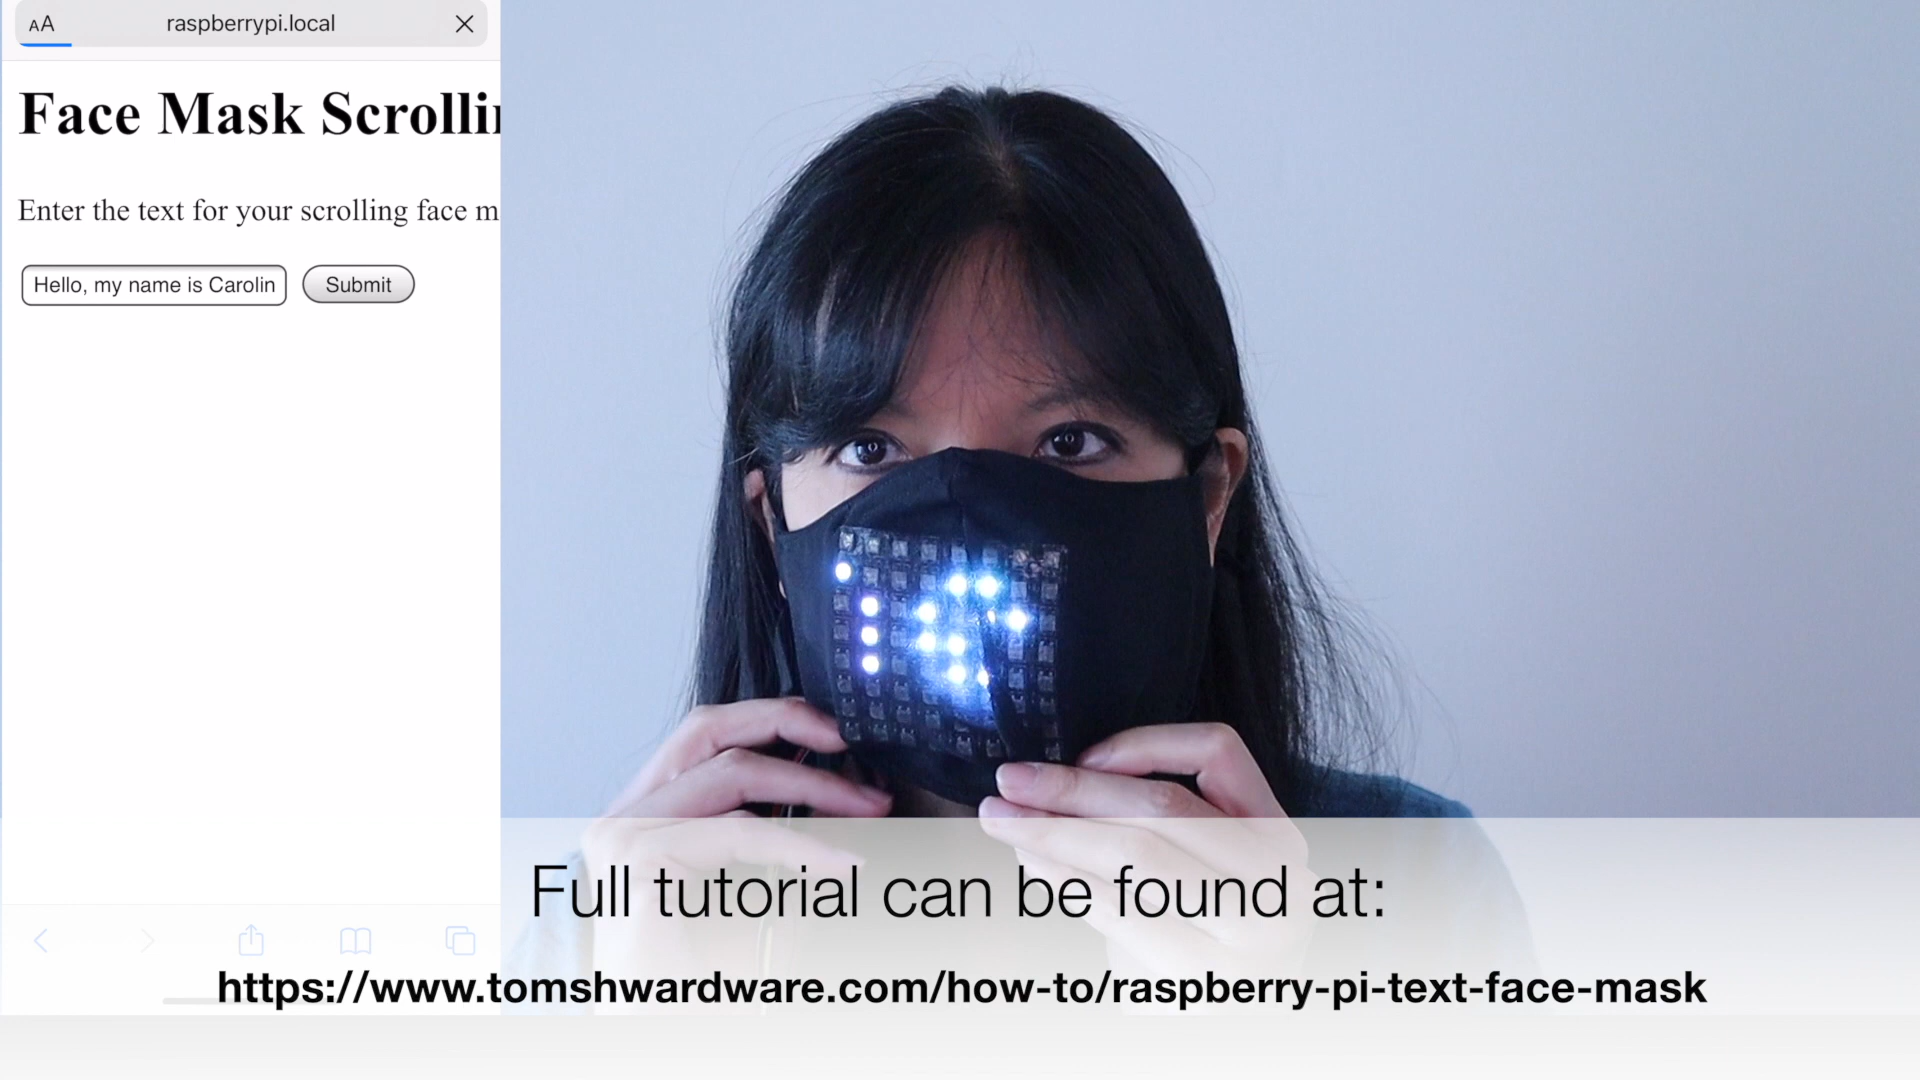 AA raspberrypi.local
Face Mask Scrolli
Enter the text for your scrolling face m
Hello, my name is Carolin Submit
Full tutorial can be found at:
https://www.tomshwardware.com/how-to/raspberry-pi-text-face-mask